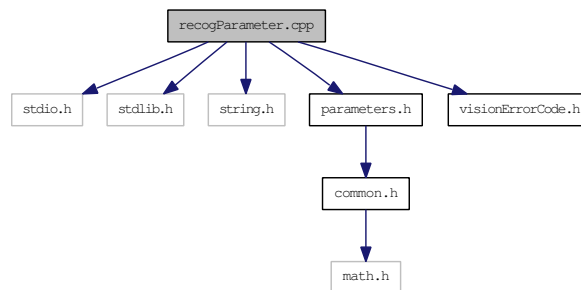 recogParameter.cpp
stdio.h
stdlib.h
string.h
parameters.h
visionErrorCode.h
common.h
math.h